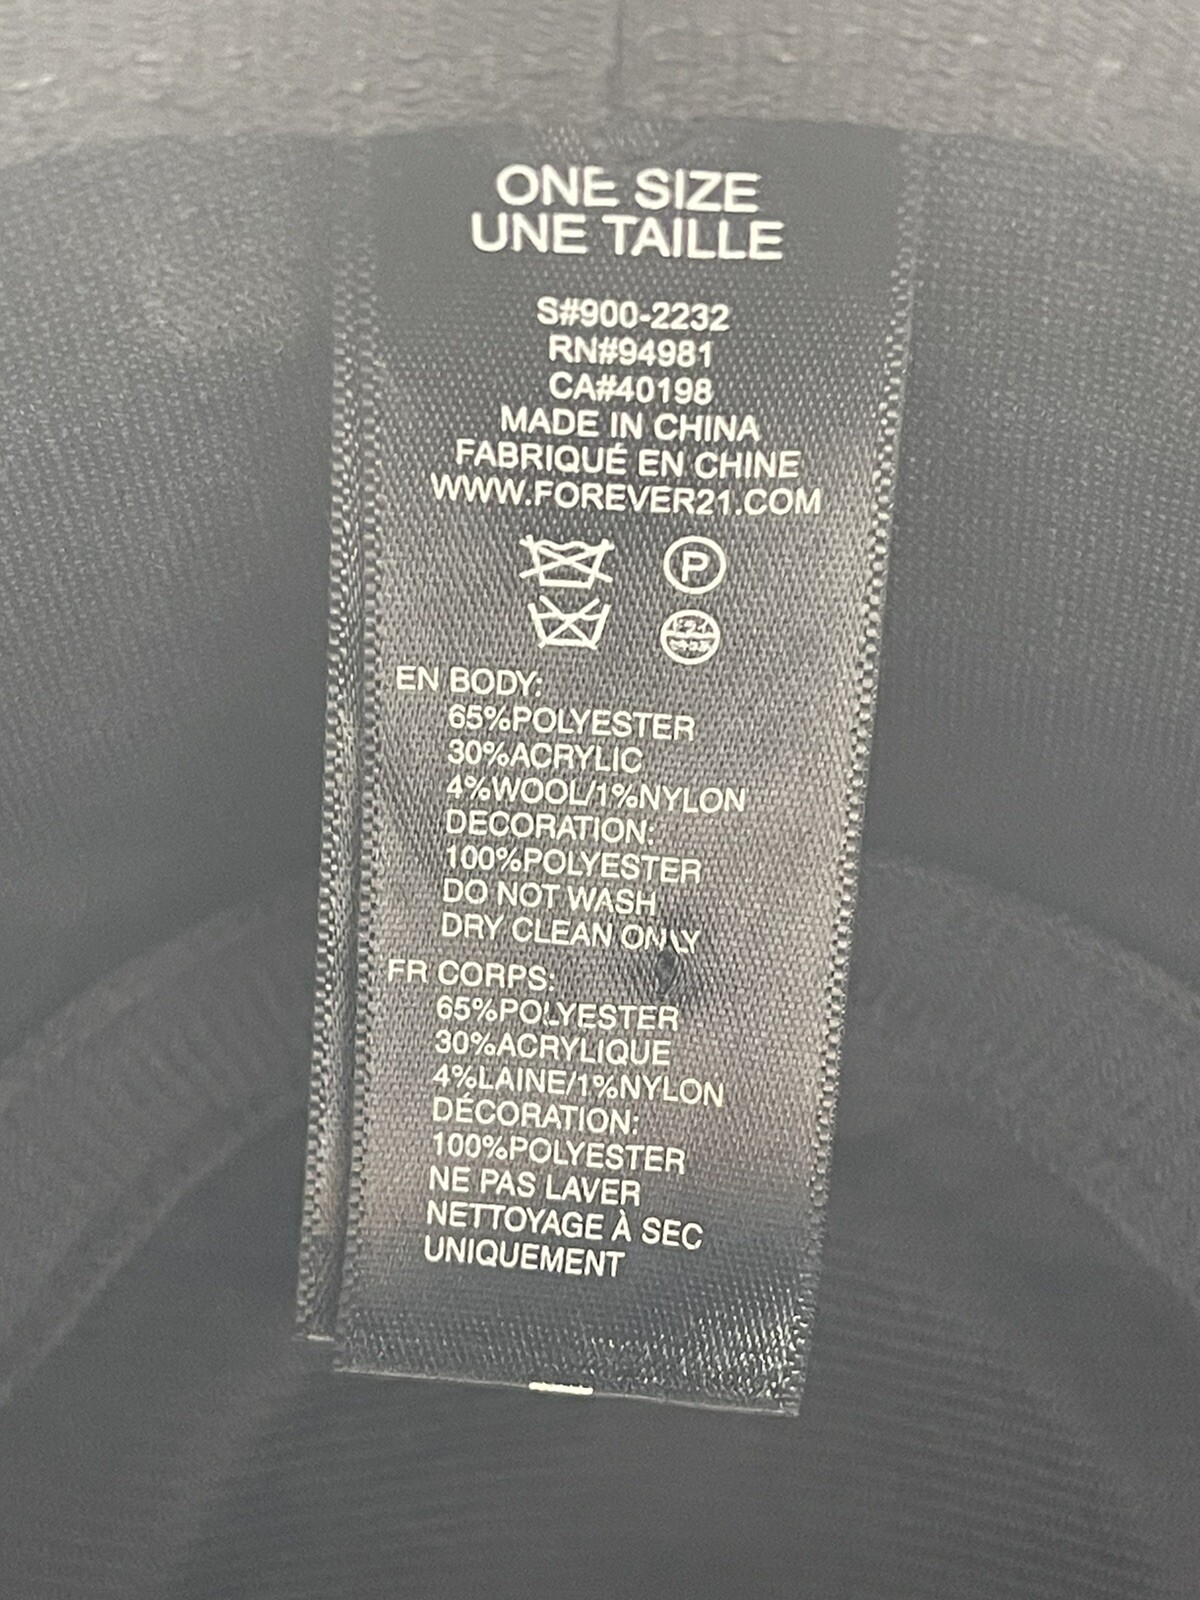 ONE SIZE
UNE TAILLE
S#900-2232
RN#94981
CA#40198
MADE IN CHINA
FABRIQUÉ EN CHINE
WWW.FOREVER21.COM
P
ドライ
EN BODY:
65%POLYESTER
30%ACRYLIC
4%WOOL/1%NYLON
DECORATION:
100%POLYESTER
DO NOT WASH
DRY CLEAN ONLY
FR CORPS:
65%POLYESTER
30%ACRYLIQUE
4%LAINE/1%NYLON
DÉCORATION:
100%POLYESTER
NE PAS LAVER
NETTOYAGE À SEC
UNIQUEMENT